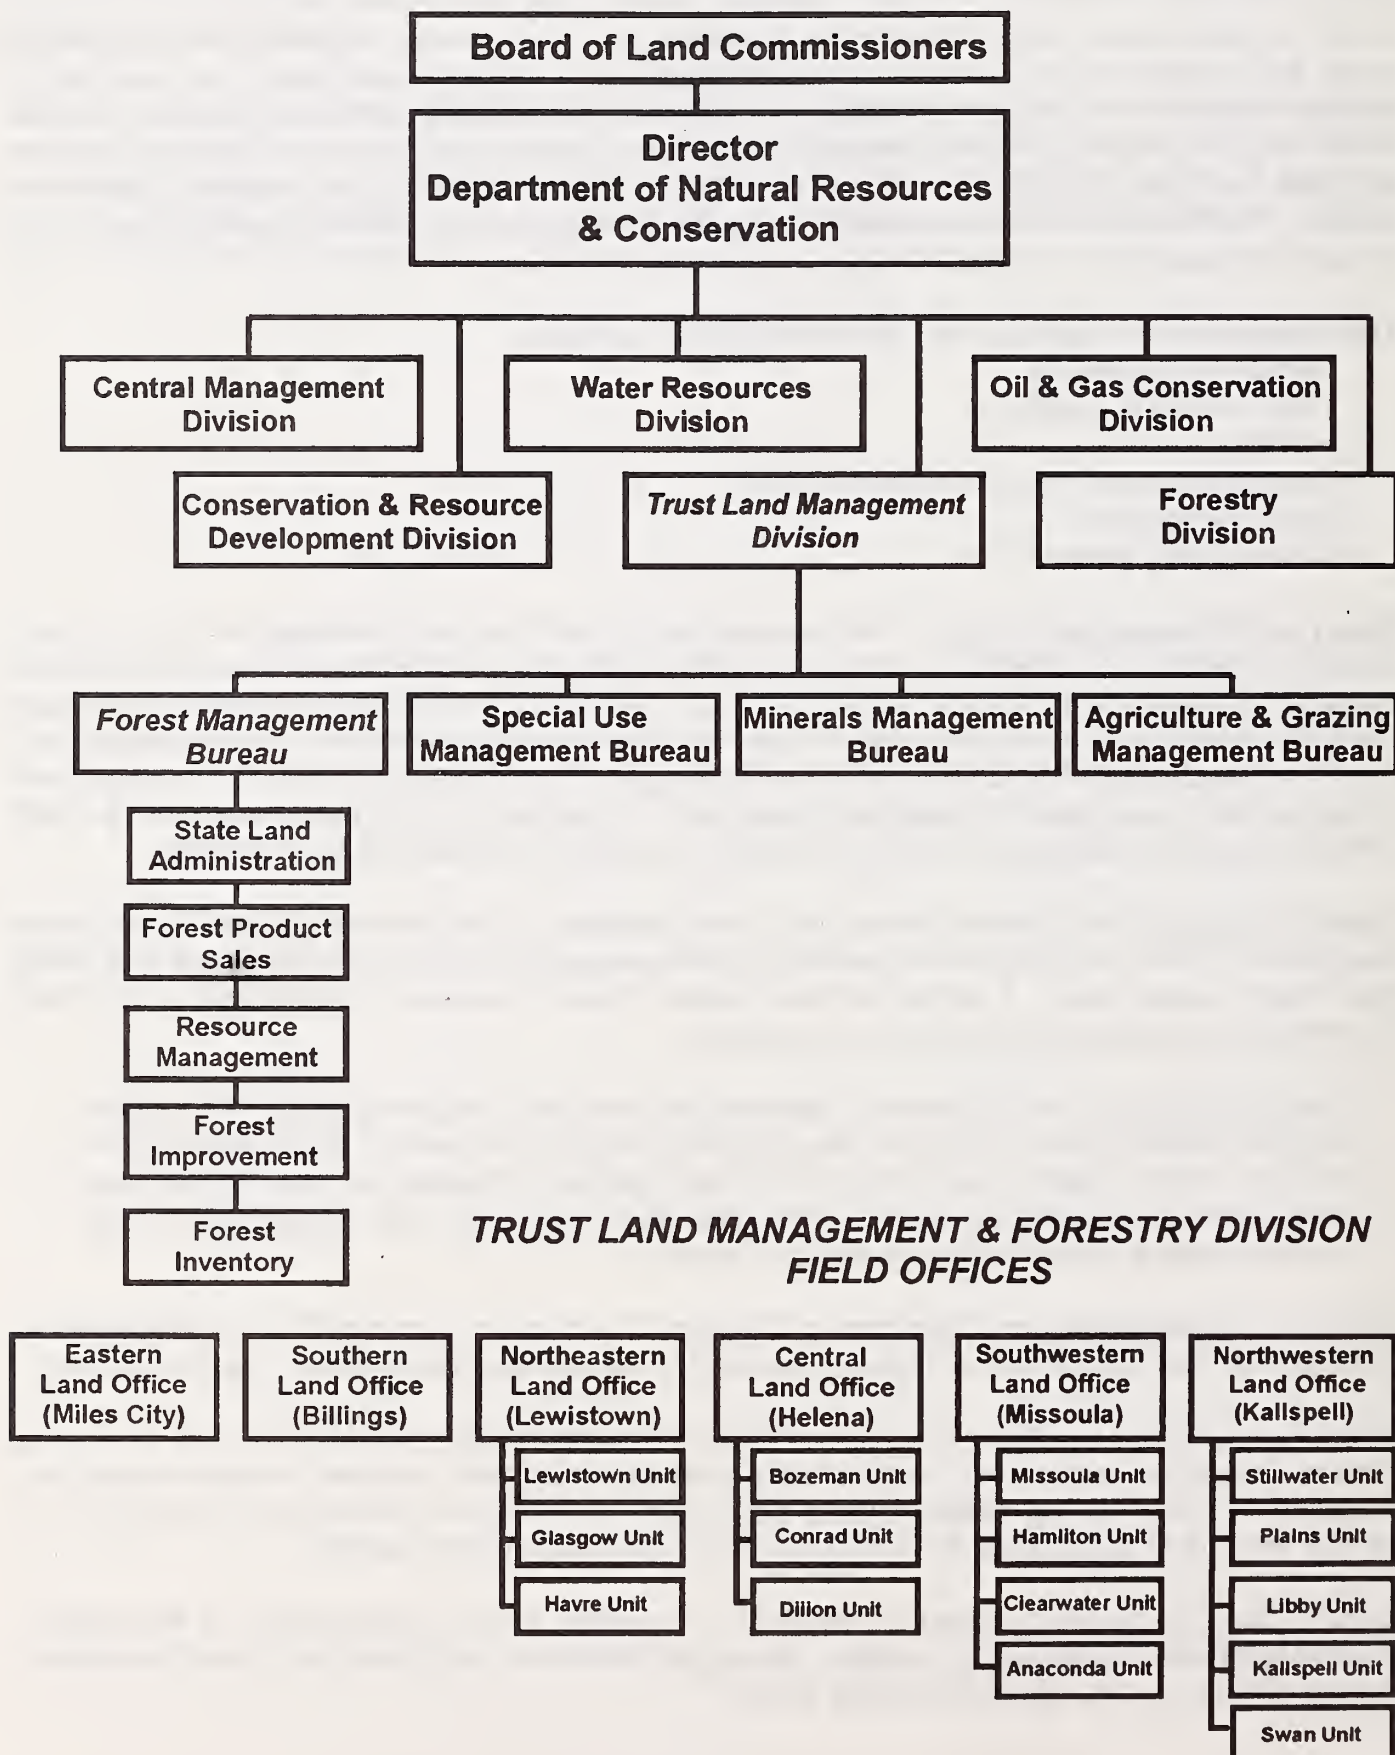 Board of Land Commissioners
Director
Department of Natural Resources
& Conservation
Central Management
Division
Water Resources
Division
Oil & Gas Conservation
Division
Conservation & Resource
Development Division
Trust Land Management
Division
Forestry
Division
Forest Management
Bureau
Special Use
Management Bureau
Minerals Management
Bureau
Agriculture & Grazing
Management Bureau
State Land
Administration
Forest Product
Sales
Resource
Management
Forest
Improvement
Forest
Inventory
TRUST LAND MANAGEMENT & FORESTRY DIVISION
FIELD OFFICES
Eastern
Land Office
(Miles City)
Southern
Land Office
(Billings)
Northeastern
Land Office
(Lewistown)
Lewistown Unit
Glasgow Unit
Havre Unit
Central
Land Office
(Helena)
Bozeman Unit
Conrad Unit
Dillon Unit
Southwestern
Land Office
(Missoula)
Missoula Unit
Hamilton Unit
Clearwater Unit
Anaconda Unit
Northwestern
Land Office
(Kalispell)
Stillwater Unit
Plains Unit
Libby Unit
Kalispell Unit
Swan Unit